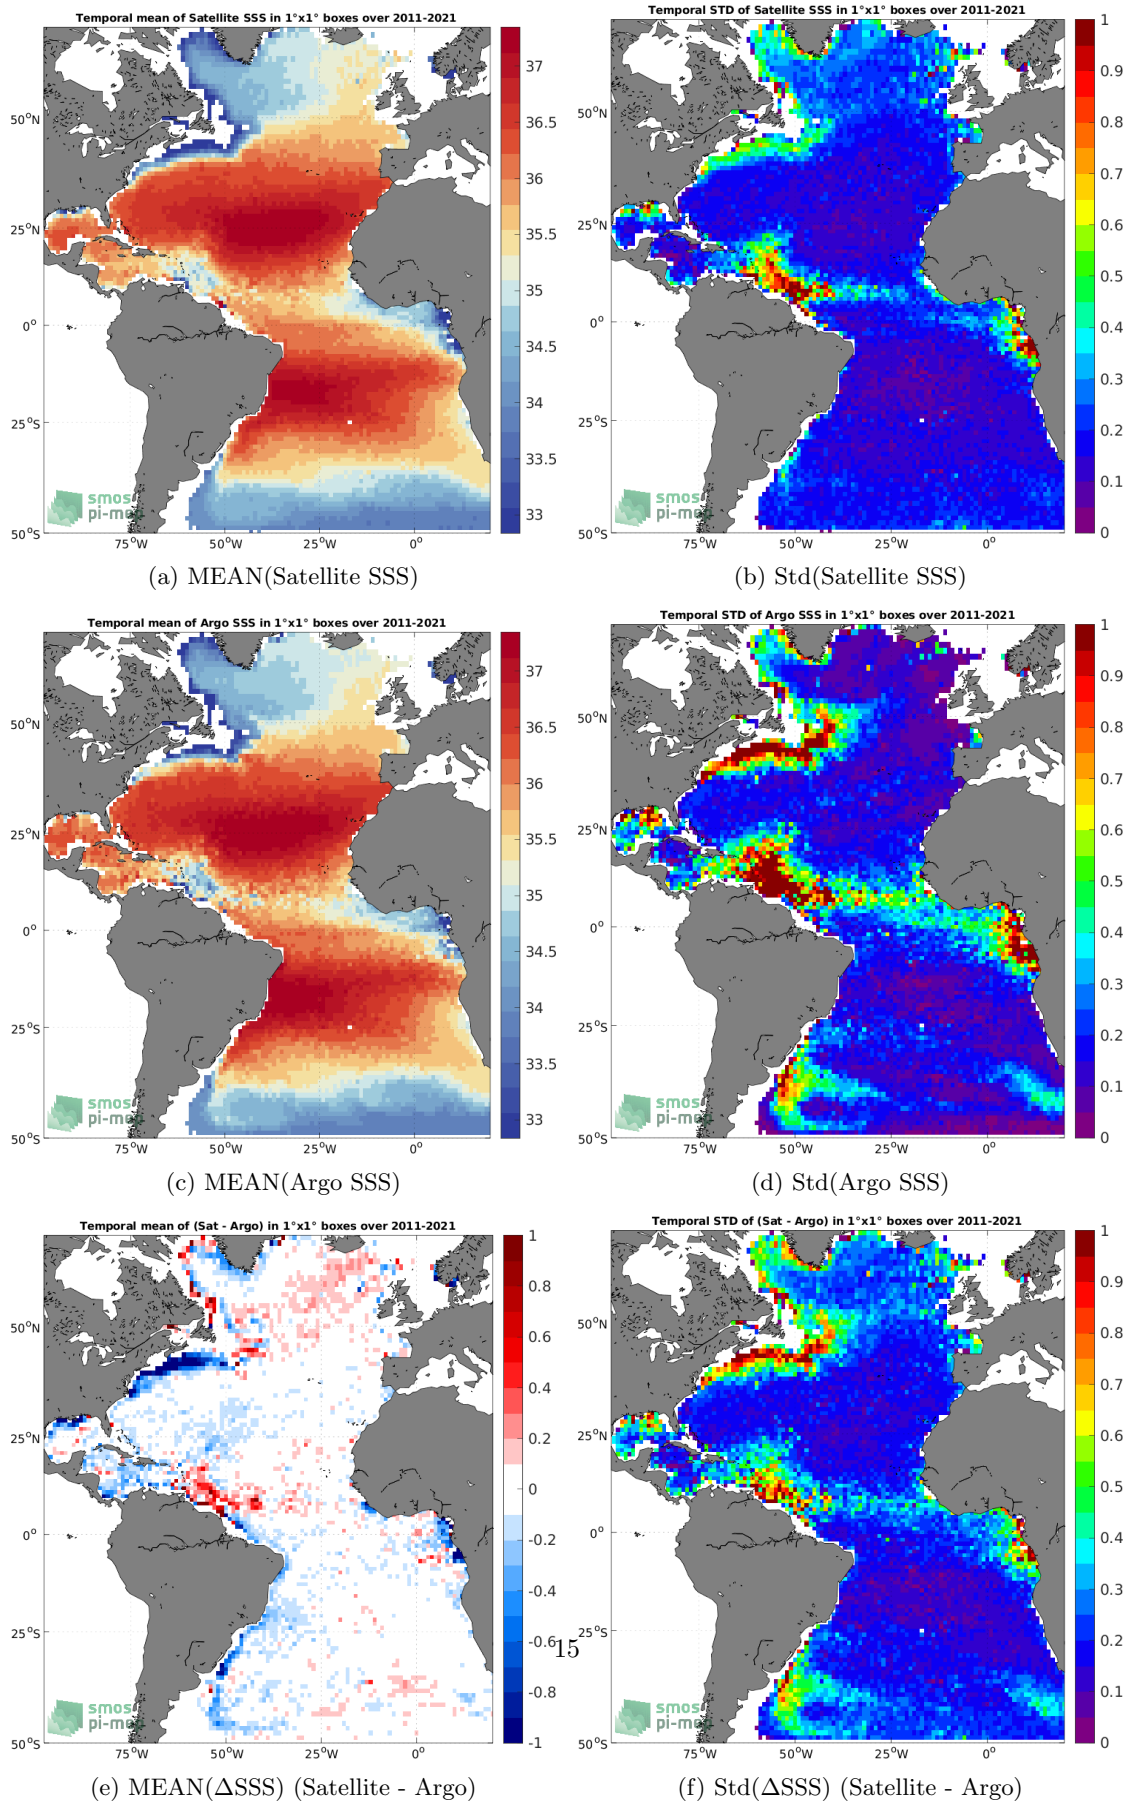 Temporal mean of Satellite SSS in 1°x1° boxes over 2011-2021
50°N
25°N
0°
25°S
50°S
75°W
50°W
25°W
0°
37
36.5
36
35.5
35
34.5
34
33.5
33
smos
pi-mep
(a) MEAN(Satellite SSS)
Temporal STD of Satellite SSS in 1°x1° boxes over 2011-2021
50°N
25°N
0°
25°S
50°S
75°W
50°W
25°W
0°
1
0.9
0.8
0.7
0.6
0.5
0.4
0.3
0.2
0.1
0
smos
pi-mep
(b) Std(Satellite SSS)
Temporal mean of Argo SSS in 1°x1° boxes over 2011-2021
50°N
25°N
0°
25°S
50°S
75°W
50°W
25°W
0°
37
36.5
36
35.5
35
34.5
34
33.5
33
smos
pi-mep
(c) MEAN(Argo SSS)
Temporal STD of Argo SSS in 1°x1° boxes over 2011-2021
50°N
25°N
0°
25°S
50°S
75°W
50°W
25°W
0°
1
0.9
0.8
0.7
0.6
0.5
0.4
0.3
0.2
0.1
0
smos
pi-mep
(d) Std(Argo SSS)
Temporal mean of (Sat - Argo) in 1°x1° boxes over 2011-2021
50°N
25°N
0°
25°S
50°S
75°W
50°W
25°W
0°
1
0.8
0.6
0.4
0.2
0
-0.2
-0.4
-0.6
-0.8
-1
smos
pi-mep
(e) MEAN(ΔSSS) (Satellite - Argo)
Temporal STD of (Sat - Argo) in 1°x1° boxes over 2011-2021
50°N
25°N
0°
25°S
50°S
75°W
50°W
25°W
0°
1
0.9
0.8
0.7
0.6
0.5
0.4
0.3
0.2
0.1
0
smos
pi-mep
(f) Std(ΔSSS) (Satellite - Argo)
15